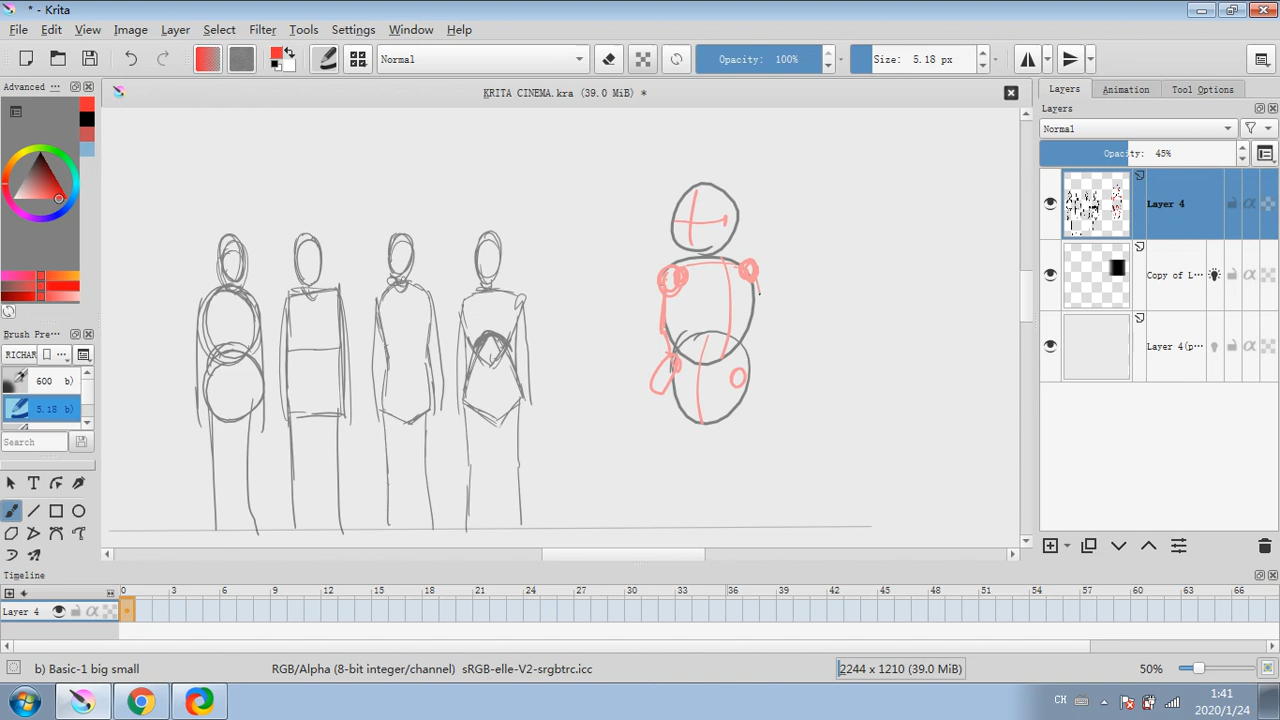 * - Krita
File Edit View Image Layer Select Filter Tools Settings Window Help
Normal Opacity: 100% Size: 5.18 px
Advanced ...
KRITA CINEMA.kra (39.0 MiB) *
Layers Animation Tool Options
Layers
Normal
Opacity: 45%
Layer 4
Copy of L...
Layer 4(p...
Brush Pre...
RICHAR
600 b)
5.18 b)
Search
Timeline
0 3 6 9 12 15 18 21 24 27 30 33 36 39 42 45 48 51 54 57 60 63 66
Layer 4
b) Basic-1 big small RGB/Alpha (8-bit integer/channel) sRGB-elle-V2-srgbtrc.icc 2244 x 1210 (39.0 MiB) 50%
CH 1:41
2020/1/24